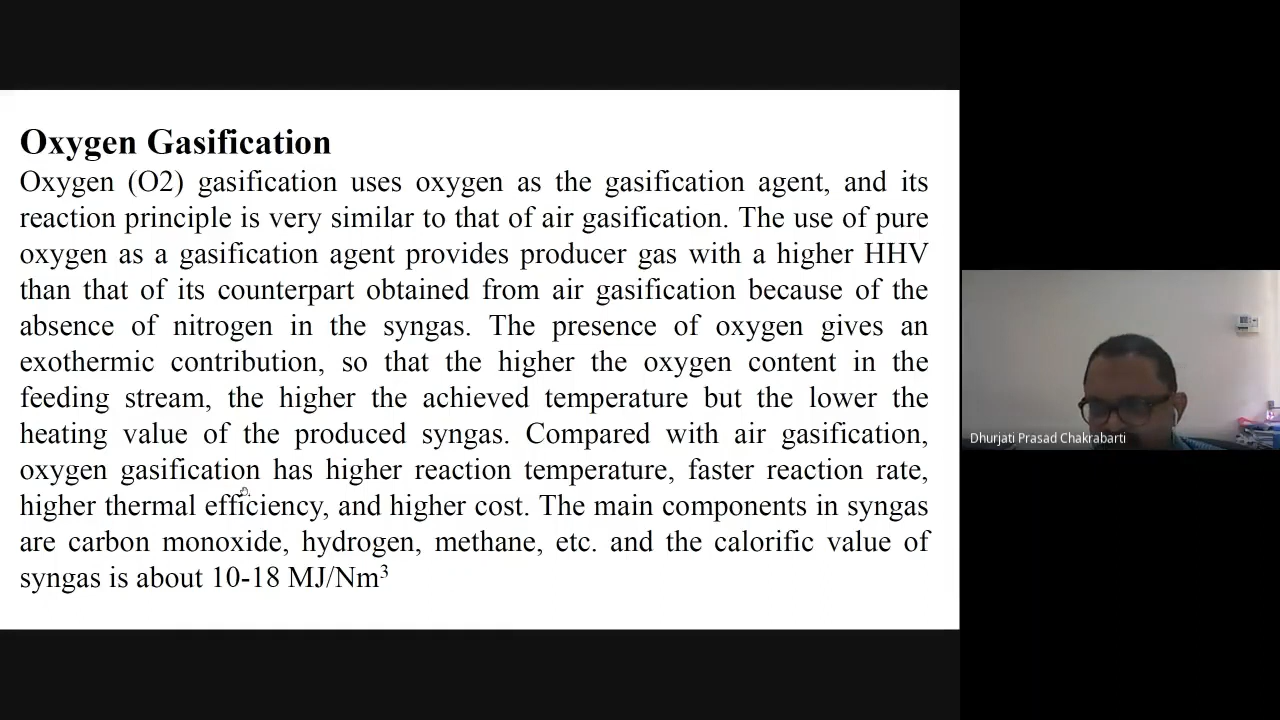 Oxygen Gasification
Oxygen (O2) gasification uses oxygen as the gasification agent, and its
reaction principle is very similar to that of air gasification. The use of pure
oxygen as a gasification agent provides producer gas with a higher HHV
than that of its counterpart obtained from air gasification because of the
absence of nitrogen in the syngas. The presence of oxygen gives an
exothermic contribution, so that the higher the oxygen content in the
feeding stream, the higher the achieved temperature but the lower the
heating value of the produced syngas. Compared with air gasification,
oxygen gasification has higher reaction temperature, faster reaction rate,
higher thermal efficiency, and higher cost. The main components in syngas
are carbon monoxide, hydrogen, methane, etc. and the calorific value of
syngas is about 10-18 MJ/Nm³
Dhurjati Prasad Chakrabarti